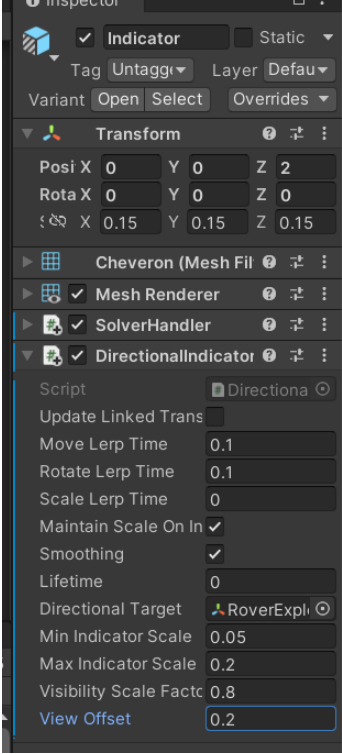 Inspector
Indicator Static
Tag Untagge Layer Defau
Variant Open Select Overrides
Transform
Posi X 0 Y 0 Z 2
Rota X 0 Y 0 Z 0
X 0.15 Y 0.15 Z 0.15
Cheveron (Mesh Fil
Mesh Renderer
SolverHandler
DirectionalIndicator
Script Directiona
Update Linked Trans
Move Lerp Time 0.1
Rotate Lerp Time 0.1
Scale Lerp Time 0
Maintain Scale On In
Smoothing
Lifetime 0
Directional Target RoverExplo
Min Indicator Scale 0.05
Max Indicator Scale 0.2
Visibility Scale Facto 0.8
View Offset 0.2